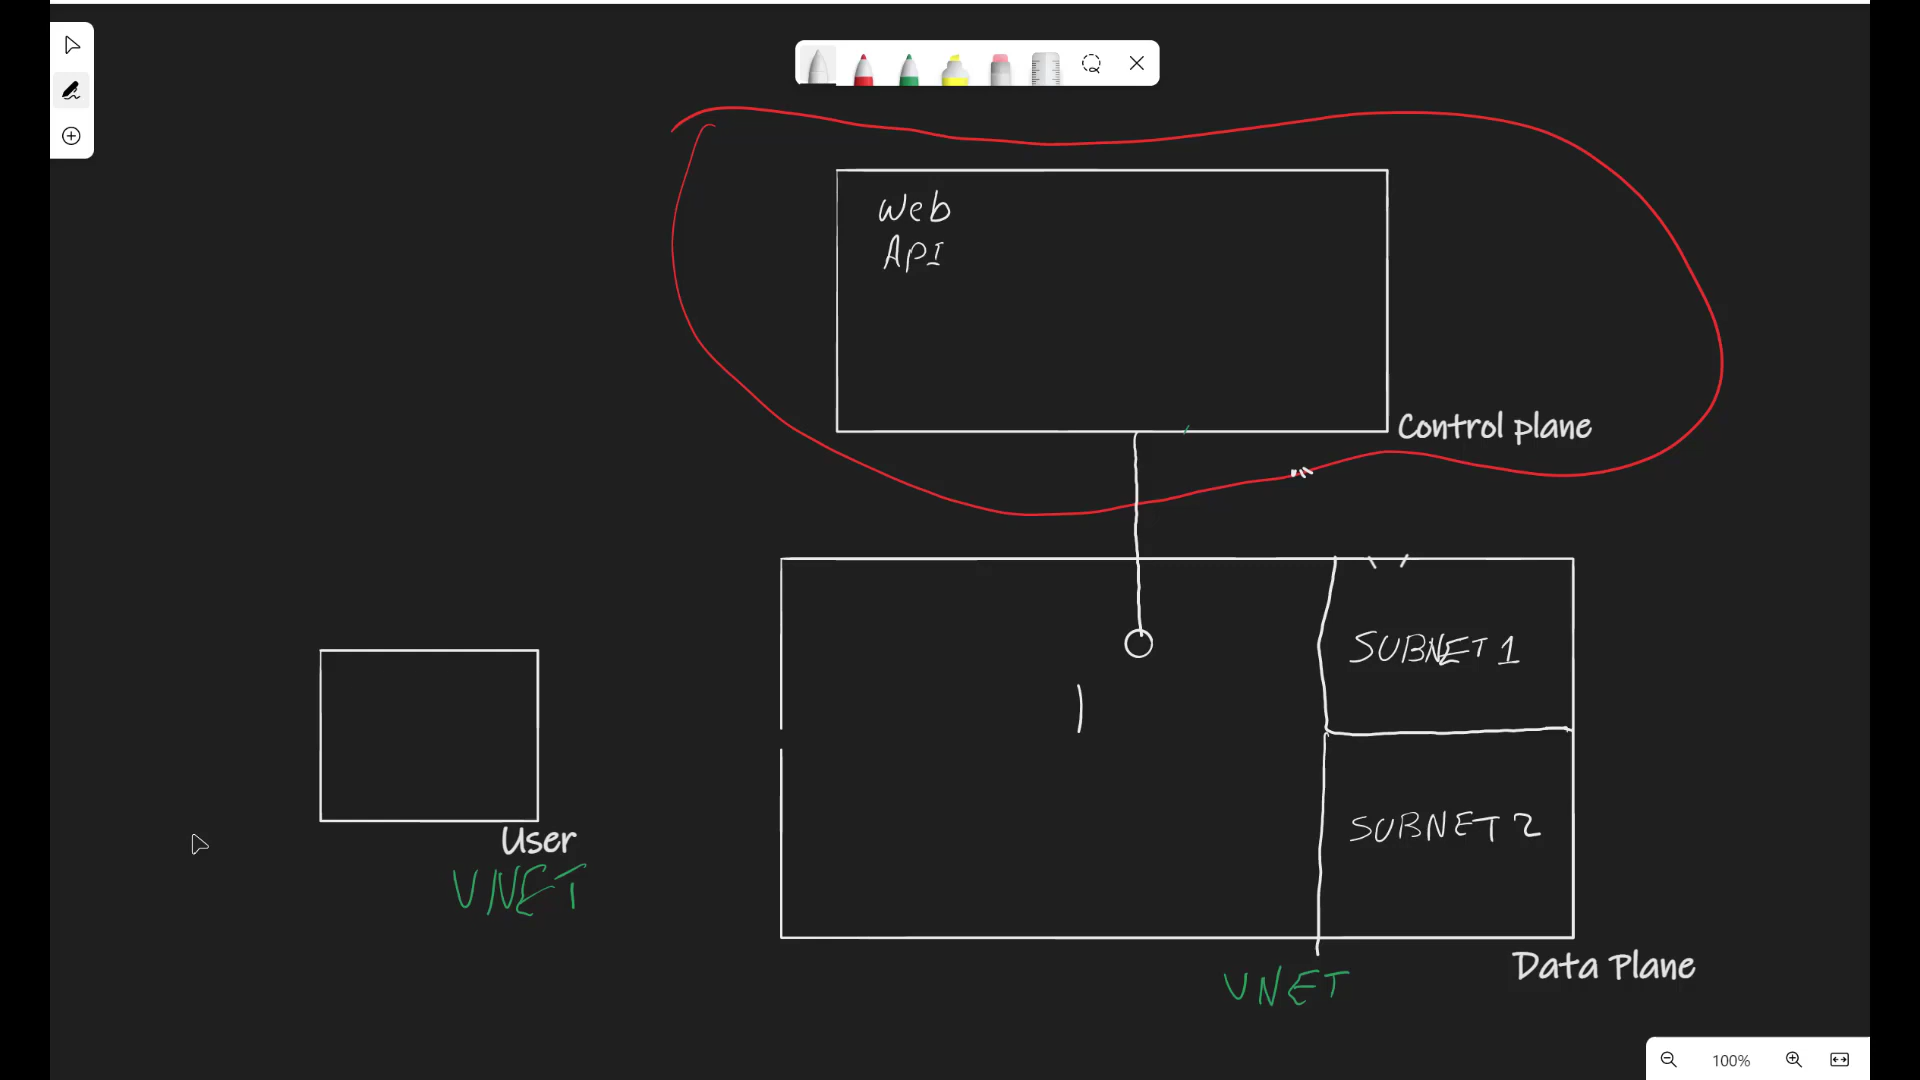 Web
API
Control plane
SUBNET 1
SUBNET 2
User
VNET
Data Plane
VNET
100%